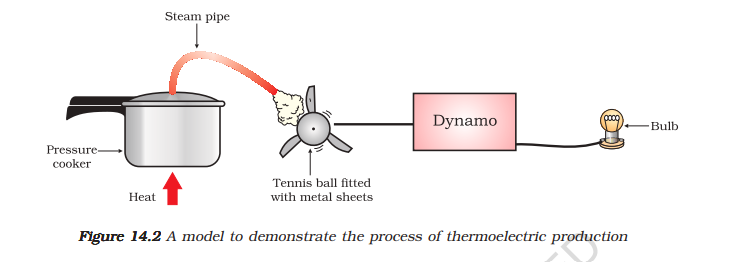 Steam pipe
Dynamo
Bulb
Pressure
cooker
Heat
Tennis ball fitted
with metal sheets
Figure 14.2 A model to demonstrate the process of thermoelectric production